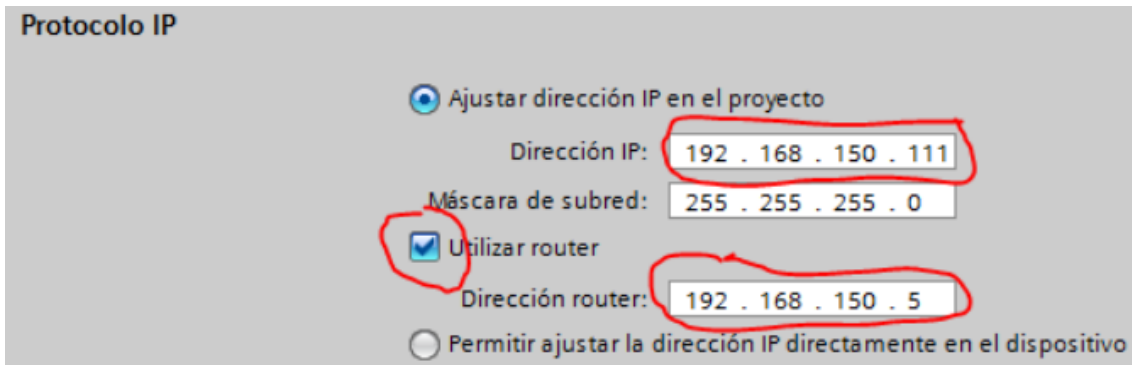 Protocolo IP
Ajustar dirección IP en el proyecto
Dirección IP: 192 . 168 . 150 . 111
Máscara de subred: 255 . 255 . 255 . 0
Utilizar router
Dirección router: 192 . 168 . 150 . 5
Permitir ajustar la dirección IP directamente en el dispositivo